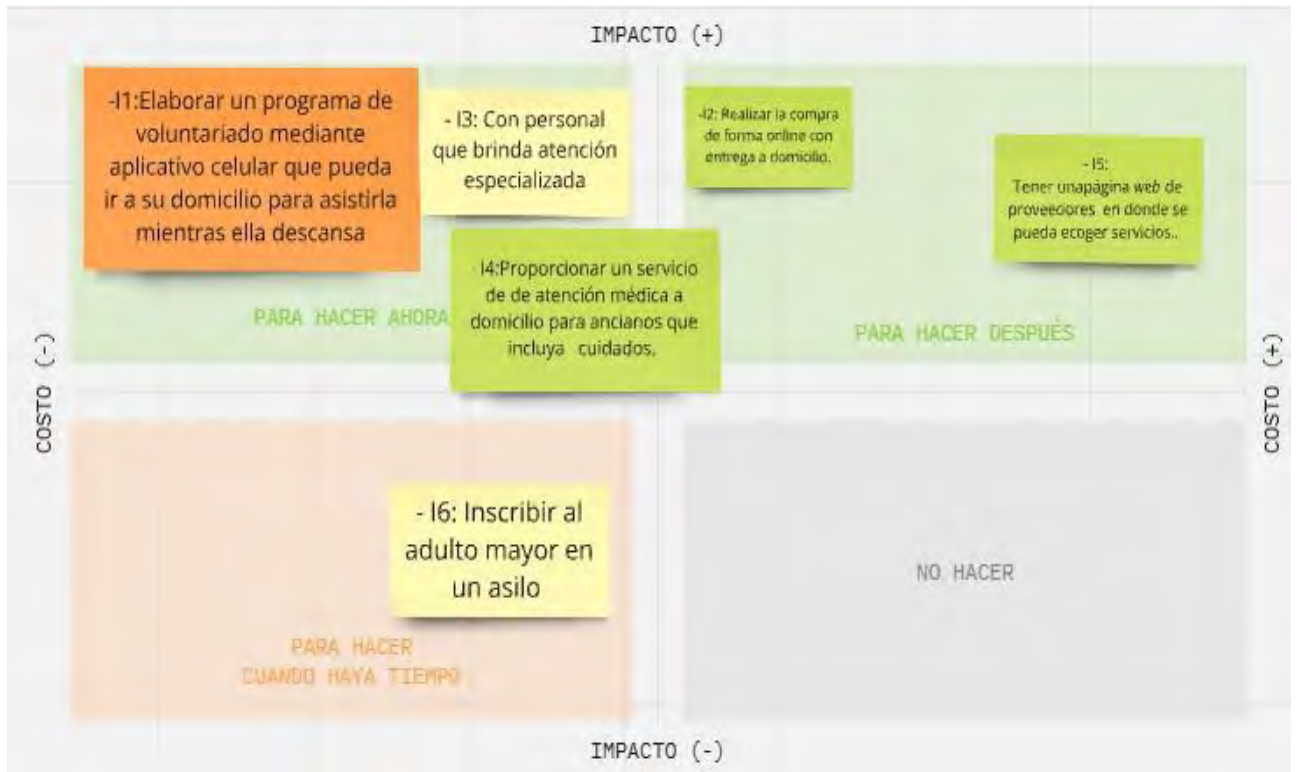 IMPACTO (+)
-I1:Elaborar un programa de
voluntariado mediante
aplicativo celular que pueda
ir a su domicilio para asistirla
mientras ella descansa
- I3: Con personal
que brinda atención
especializada
-I2: Realizar la compra
de forma online con
entrega a domicilio.
- I5:
Tener unapágina web de
proveedores en donde se
pueda ecoger servicios..
- I4:Proporcionar un servicio
de de atención médica a
domicilio para ancianos que
incluya cuidados.
PARA HACER AHORA
PARA HACER DESPUÉS
COSTO (-)
COSTO (+)
- I6: Inscribir al
adulto mayor en
un asilo
NO HACER
PARA HACER
CUANDO HAYA TIEMPO
IMPACTO (-)